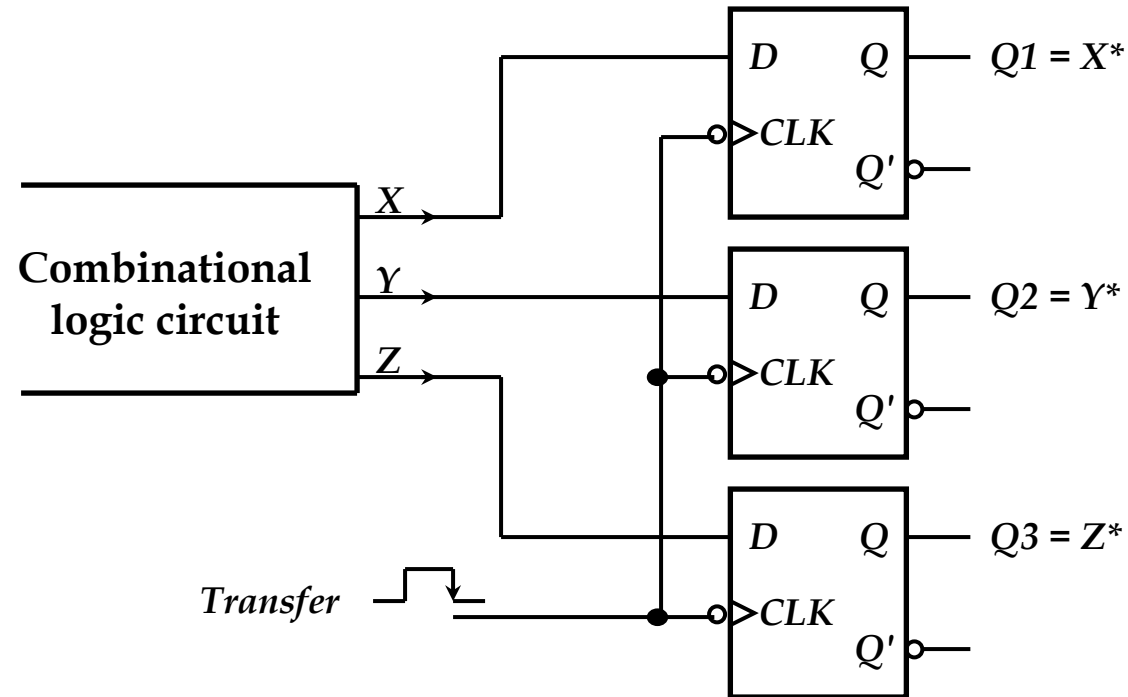 D Q Q1 = X*
CLK
Q'
X
Combinational
logic circuit
Y
D Q Q2 = Y*
Z
CLK
Q'
D Q Q3 = Z*
Transfer
CLK
Q'